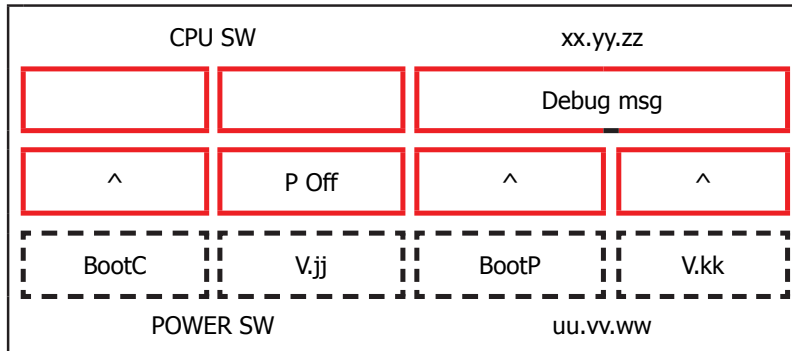 CPU SW xx.yy.zz
Debug msg
^ P Off ^ ^
BootC V.jj BootP V.kk
POWER SW uu.vv.ww